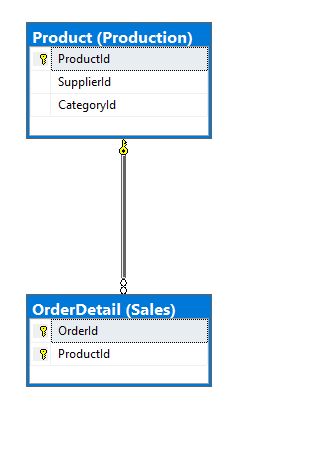 Product (Production)
ProductId
SupplierId
CategoryId
OrderDetail (Sales)
OrderId
ProductId